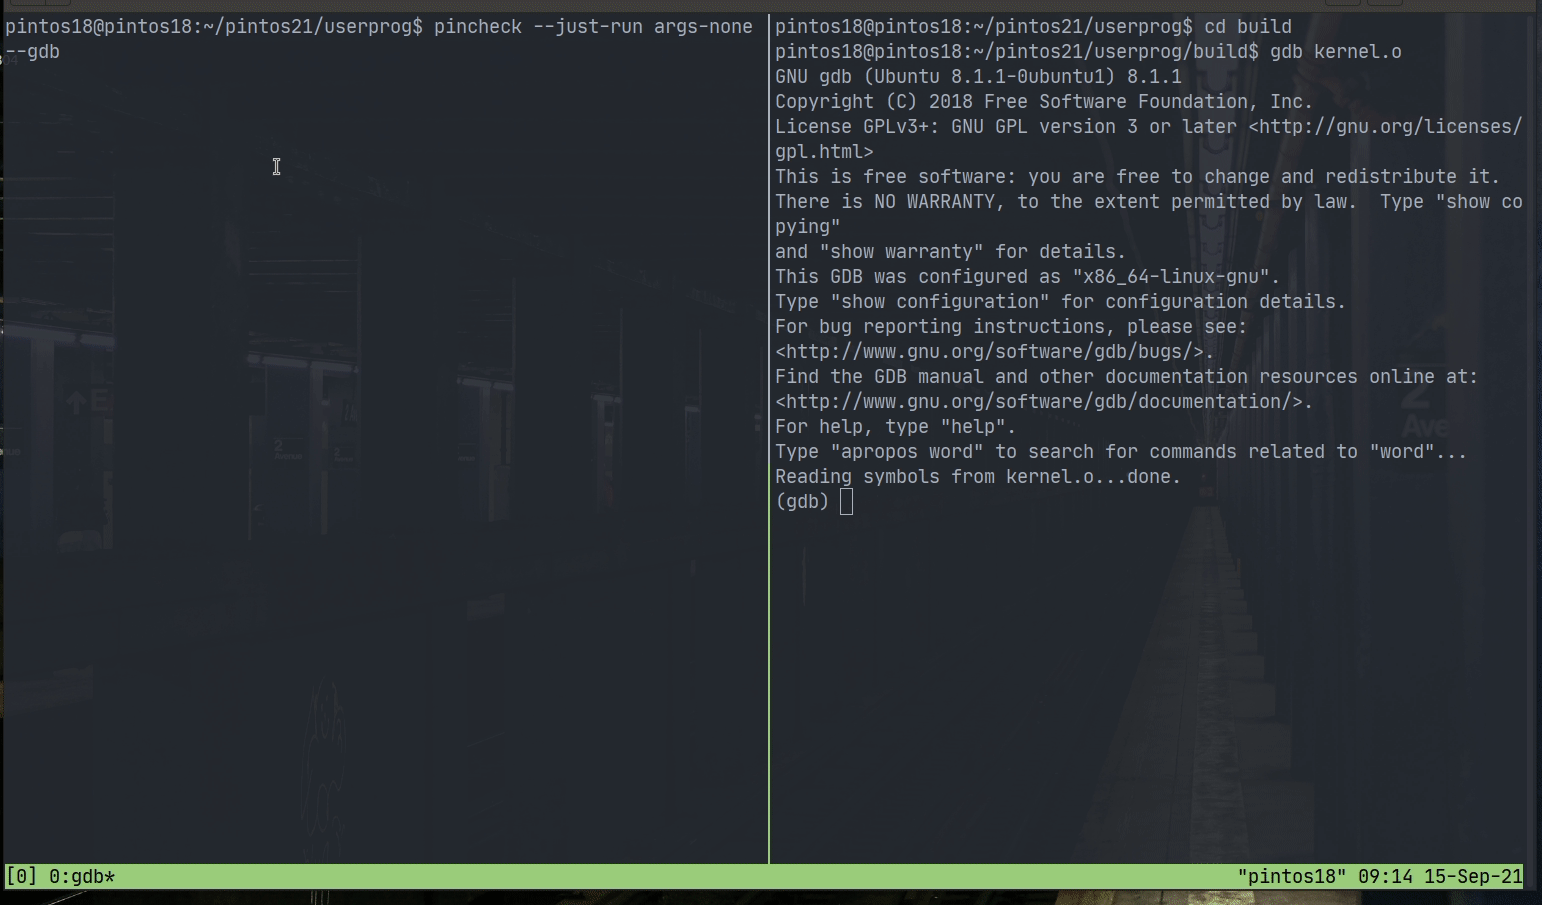 pintos18@pintos18:~/pintos21/userprog$ pincheck --just-run args-none
--gdb
pintos18@pintos18:~/pintos21/userprog$ cd build
pintos18@pintos18:~/pintos21/userprog/build$ gdb kernel.o
GNU gdb (Ubuntu 8.1.1-0ubuntu1) 8.1.1
Copyright (C) 2018 Free Software Foundation, Inc.
License GPLv3+: GNU GPL version 3 or later <http://gnu.org/licenses/
gpl.html>
This is free software: you are free to change and redistribute it.
There is NO WARRANTY, to the extent permitted by law.  Type "show co
pying"
and "show warranty" for details.
This GDB was configured as "x86_64-linux-gnu".
Type "show configuration" for configuration details.
For bug reporting instructions, please see:
<http://www.gnu.org/software/gdb/bugs/>.
Find the GDB manual and other documentation resources online at:
<http://www.gnu.org/software/gdb/documentation/>.
For help, type "help".
Type "apropos word" to search for commands related to "word"...
Reading symbols from kernel.o...done.
(gdb)
2
Ave
[0] 0:gdb*
"pintos18" 09:14 15-Sep-21